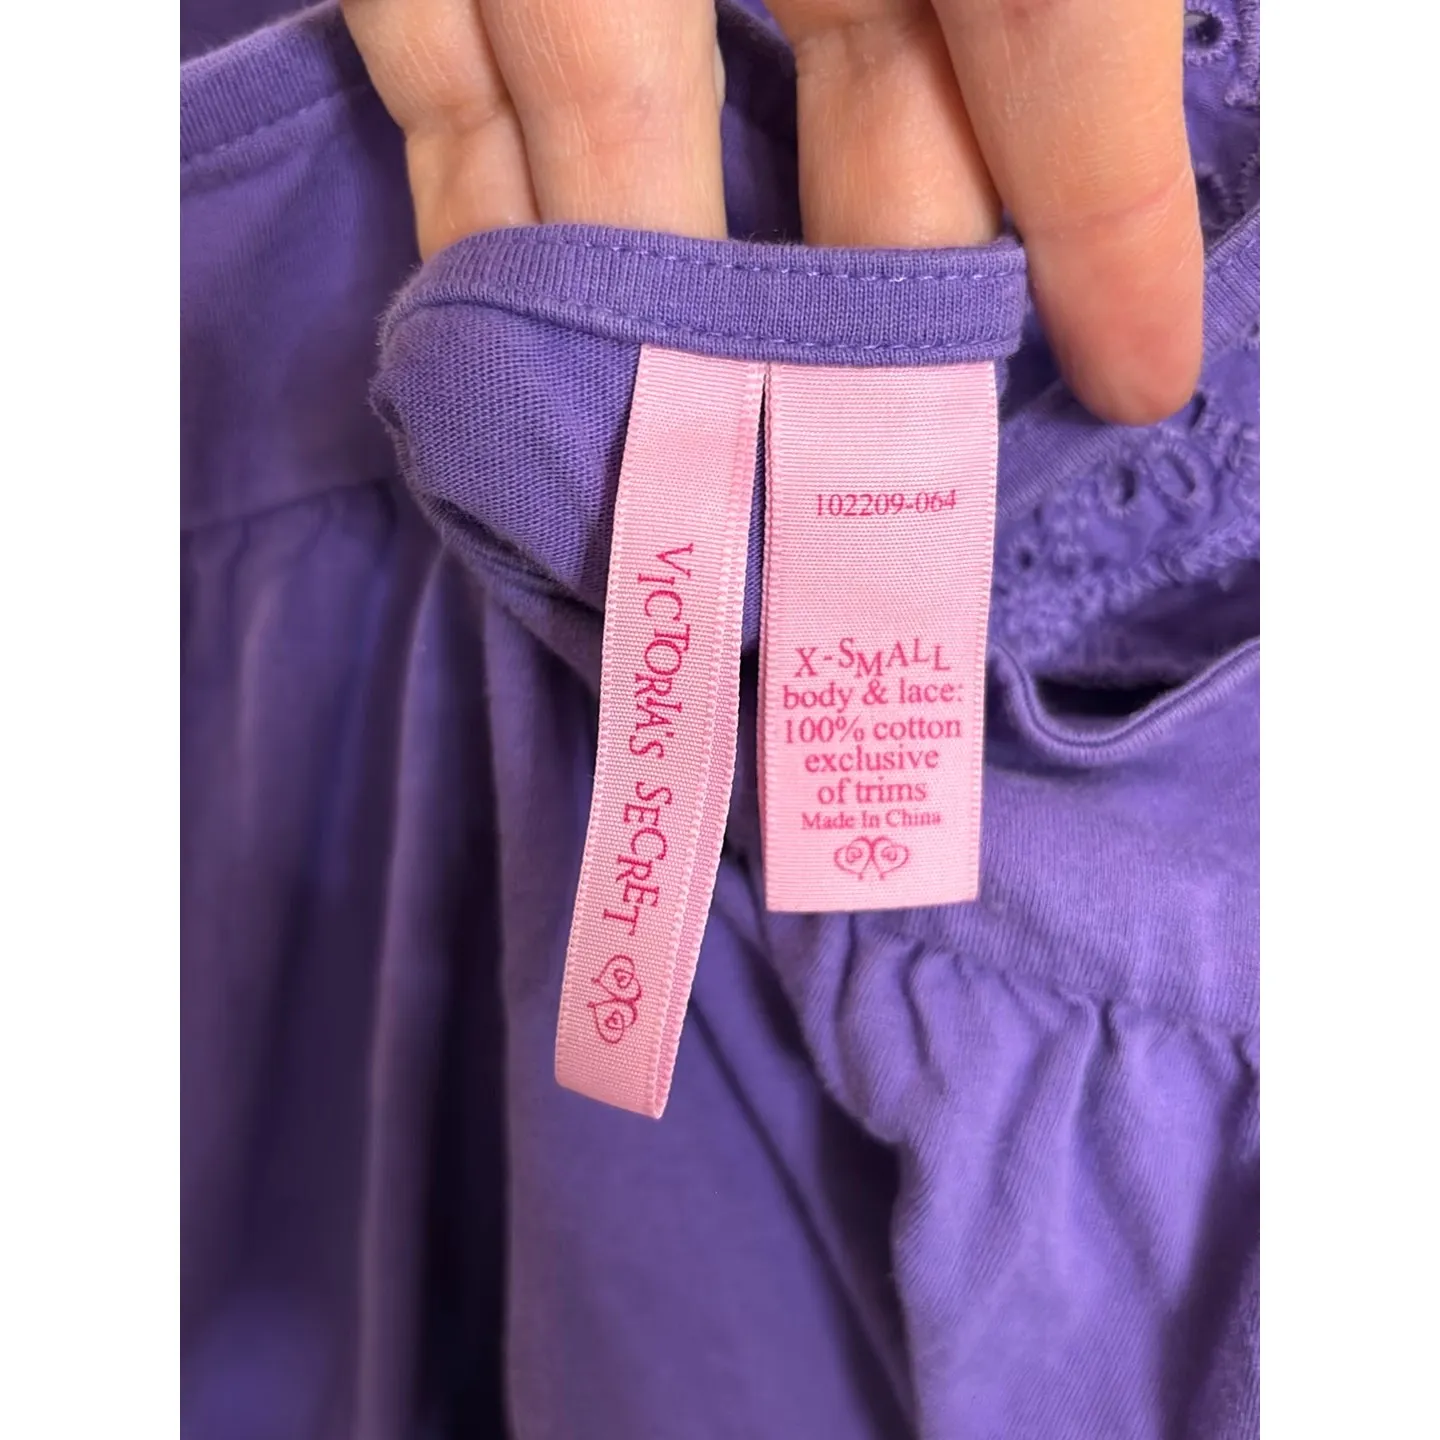 VICTORIA'S SECRET
102209-064
X-SMALL
body & lace:
100% cotton
exclusive
of trims
Made In China